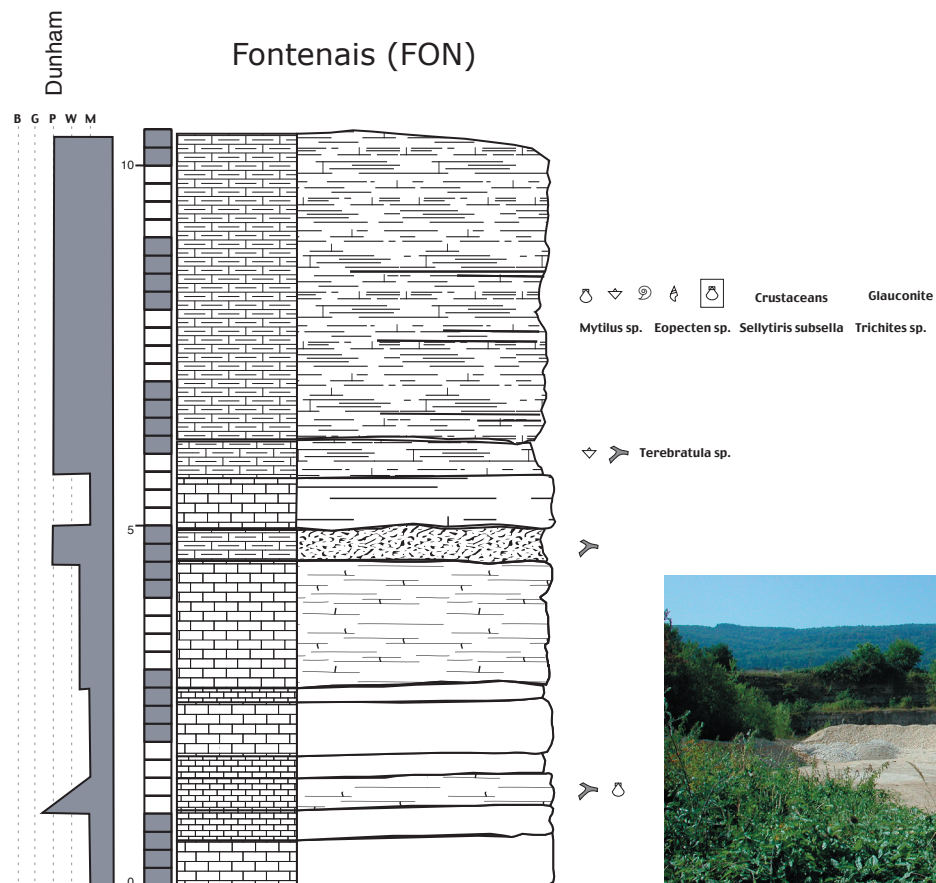 Dunham
Fontenais (FON)
B G P W M
10
Crustaceans Glauconite
Mytilus sp. Eopecten sp. Sellytiris subsella Trichites sp.
Terebratula sp.
5
0